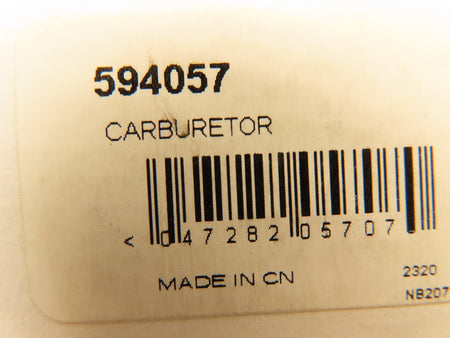 594057
CARBURETOR
< 0 47282 05707
MADE IN CN
2320
NB207